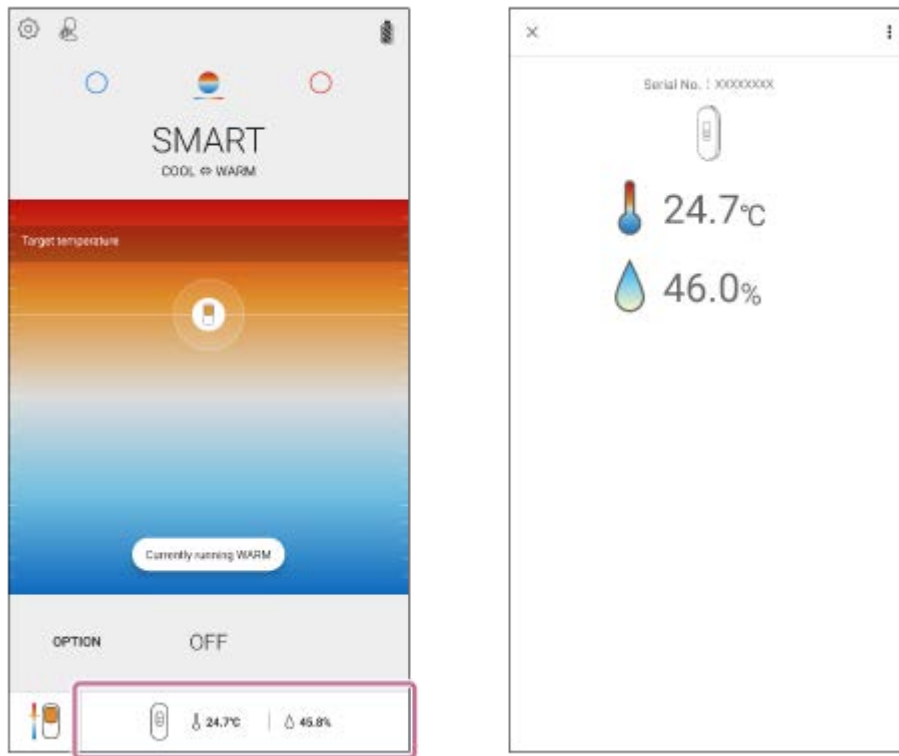 SMART
COOL ⇔ WARM
Target temperature
Currently running WARM
OPTION OFF
24.7℃ 45.8%
Serial No. : XXXXXXXX
24.7℃
46.0%